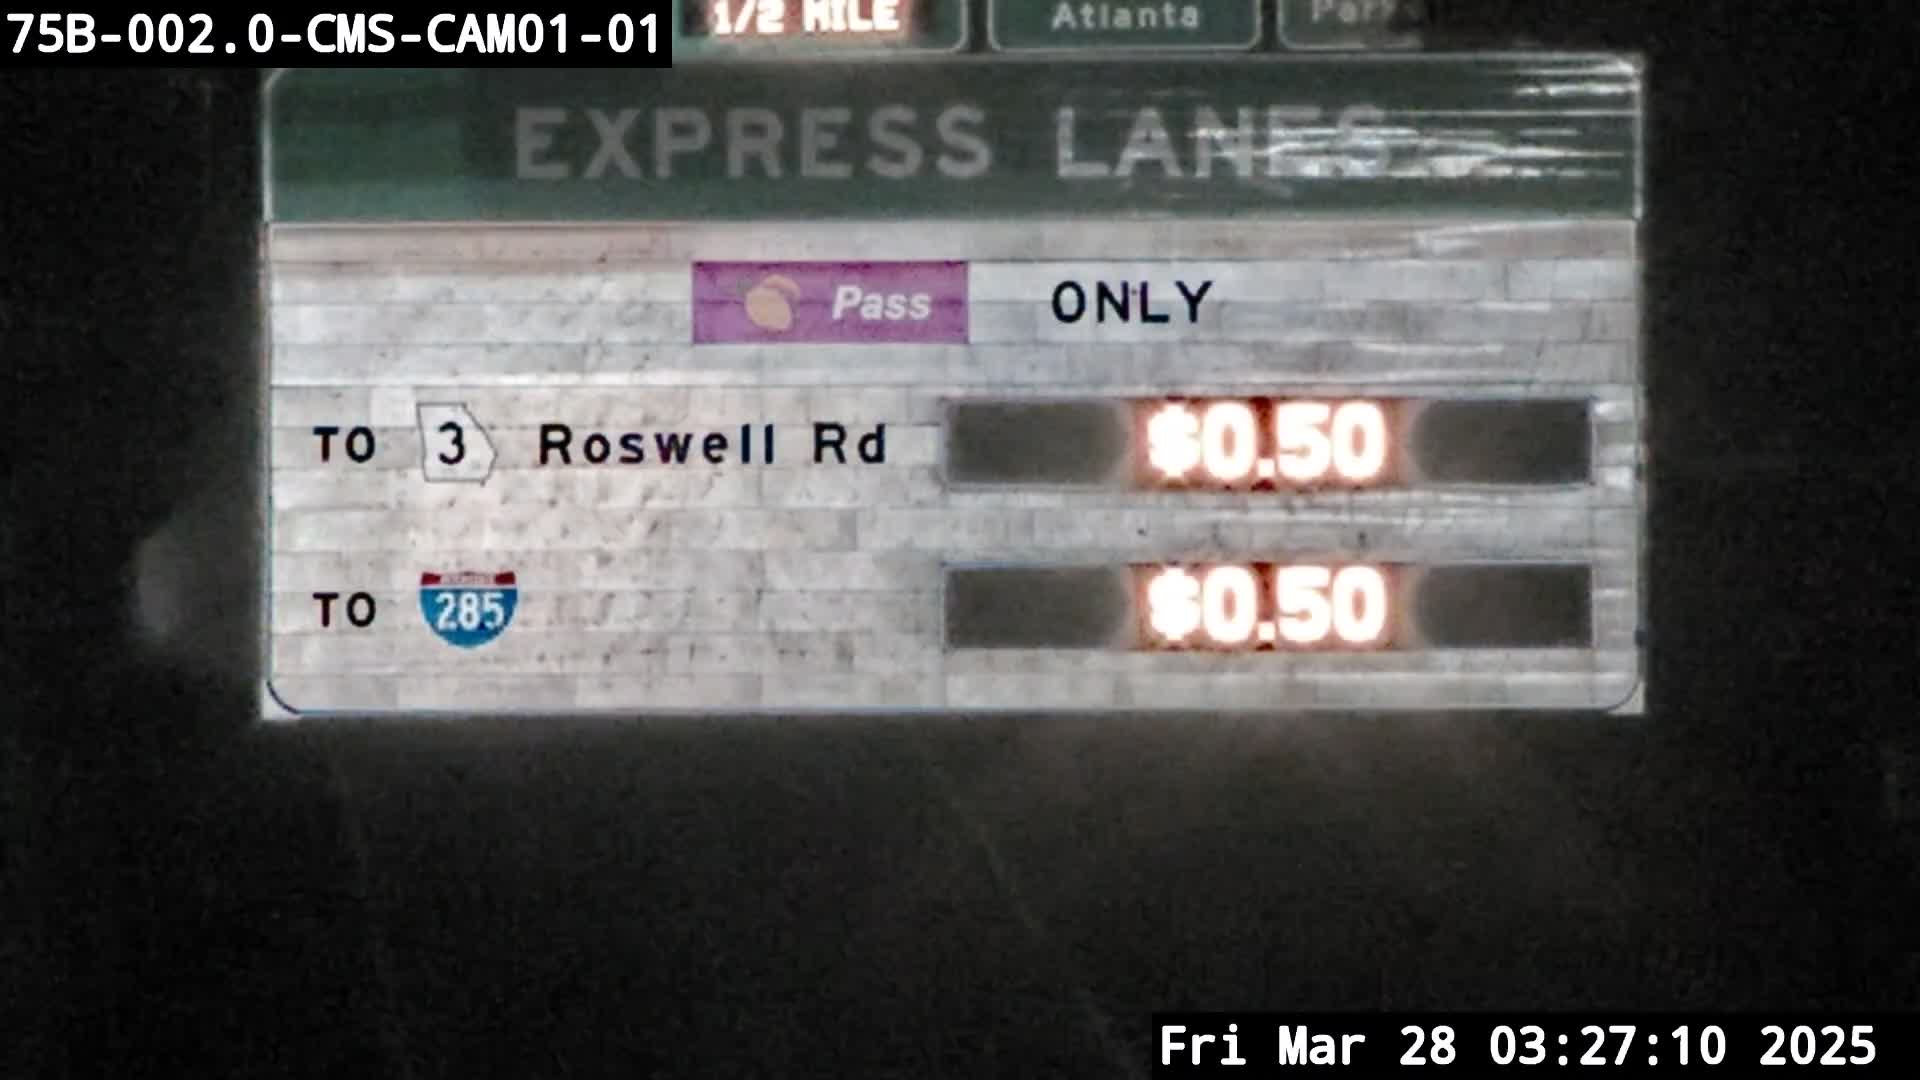 75B-002.0-CMS-CAM01-01
1/2 MILE
Atlanta
EXPRESS LANES
Pass ONLY
TO 3 Roswell Rd $0.50
TO 285 $0.50
Fri Mar 28 03:27:10 2025